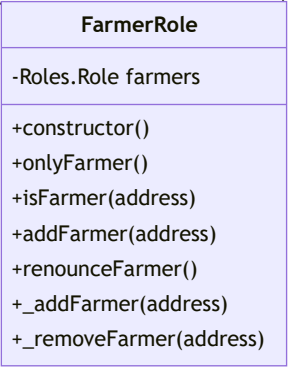 FarmerRole
-Roles.Role farmers
+constructor()
+onlyFarmer()
+isFarmer(address)
+addFarmer(address)
+renounceFarmer()
+_addFarmer(address)
+_removeFarmer(address)